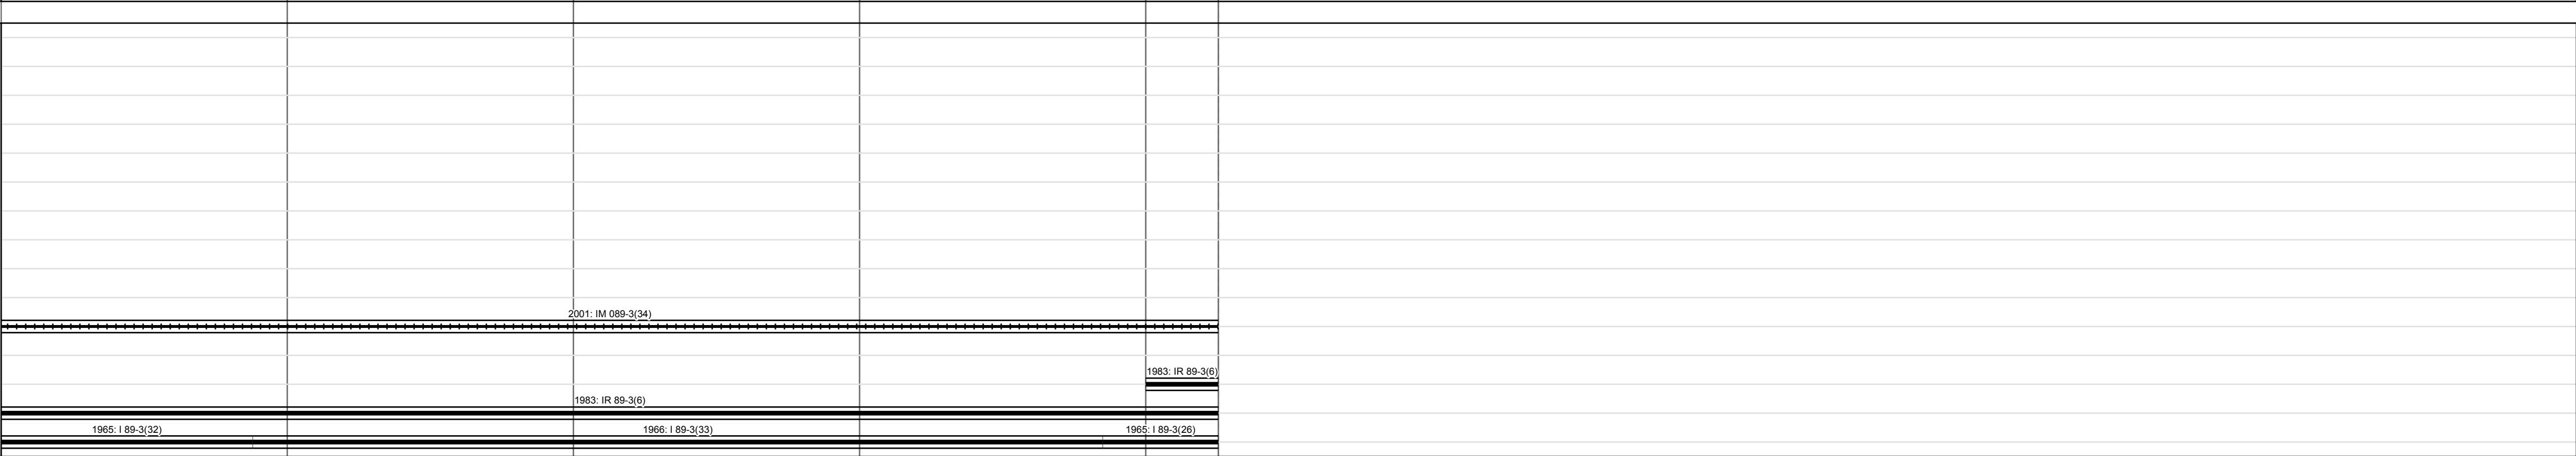 2001: IM 089-3(34)
1983: IR 89-3(6)
1983: IR 89-3(6)
1965: I 89-3(32) 1966: I 89-3(33) 1965: I 89-3(26)